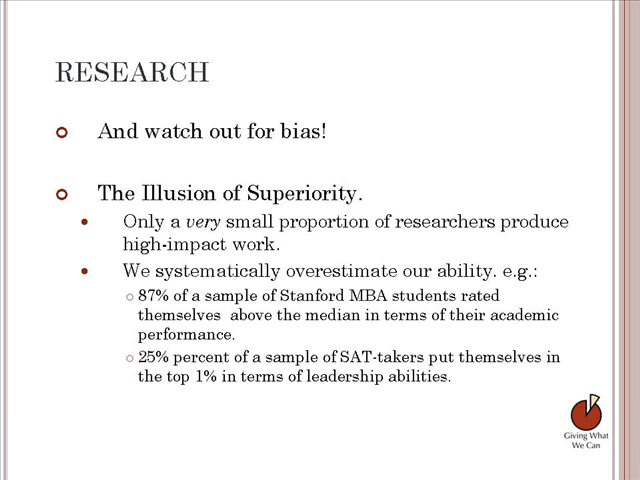 RESEARCH
And watch out for bias!
The Illusion of Superiority.
Only a very small proportion of researchers produce
high-impact work.
We systematically overestimate our ability. e.g.:
87% of a sample of Stanford MBA students rated
themselves  above the median in terms of their academic
performance.
25% percent of a sample of SAT-takers put themselves in
the top 1% in terms of leadership abilities.
Giving What
We Can